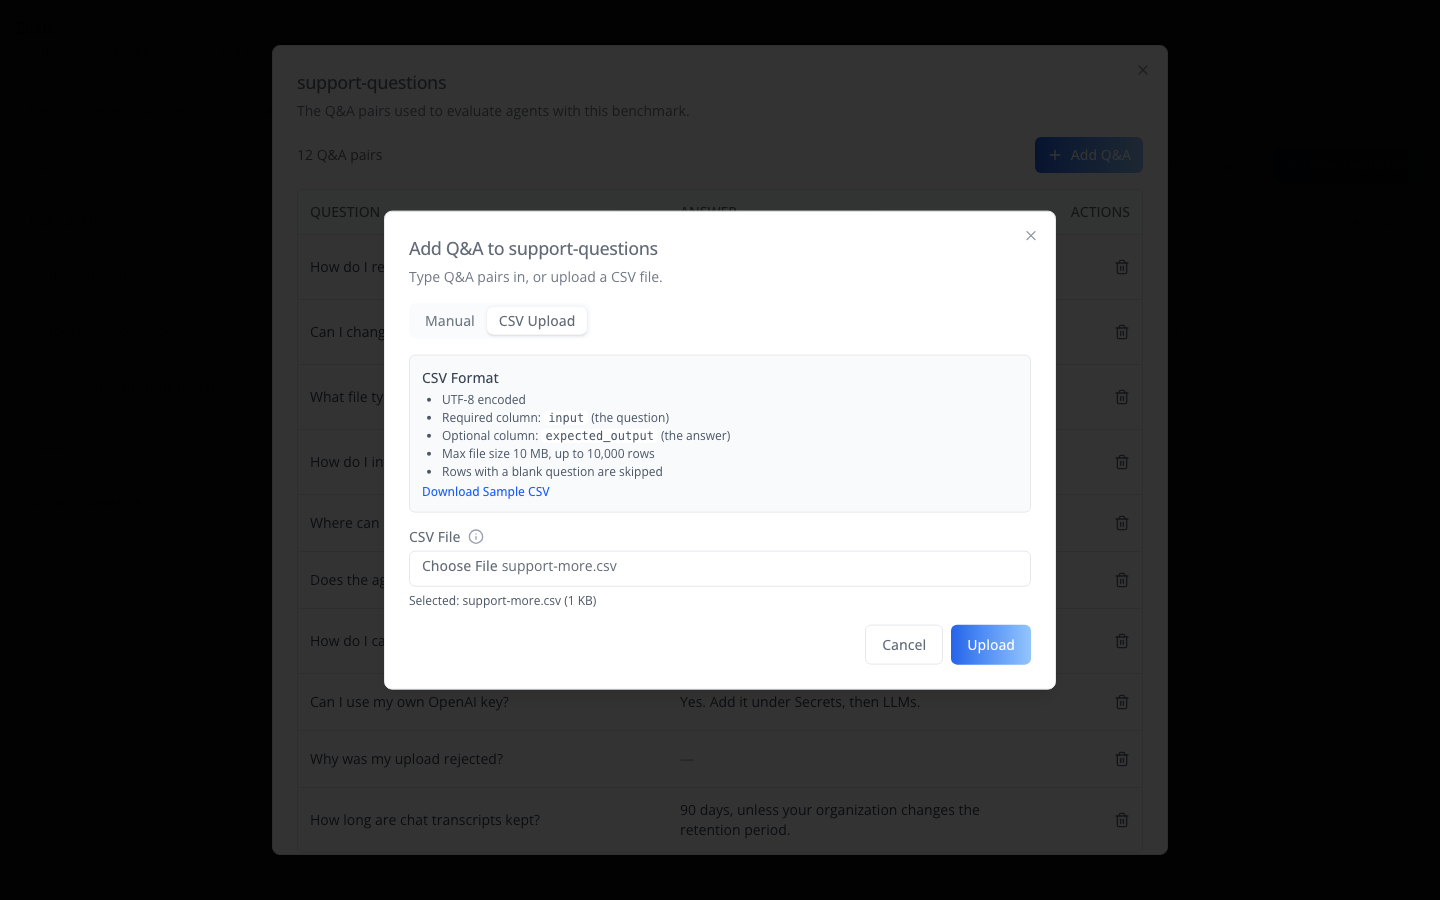 support-questions
The Q&A pairs used to evaluate agents with this benchmark.
12 Q&A pairs
+ Add Q&A
QUESTION
ANSWER
ACTIONS
How do I re
Can I chang
What file ty
How do I in
Where can
Does the ag
How do I ca
Add Q&A to support-questions
Type Q&A pairs in, or upload a CSV file.
Manual
CSV Upload
CSV Format
• UTF-8 encoded
• Required column: input (the question)
• Optional column: expected_output (the answer)
• Max file size 10 MB, up to 10,000 rows
• Rows with a blank question are skipped
Download Sample CSV
CSV File
Choose File support-more.csv
Selected: support-more.csv (1 KB)
Cancel
Upload
Can I use my own OpenAI key?
Yes. Add it under Secrets, then LLMs.
Why was my upload rejected?
—
How long are chat transcripts kept?
90 days, unless your organization changes the
retention period.